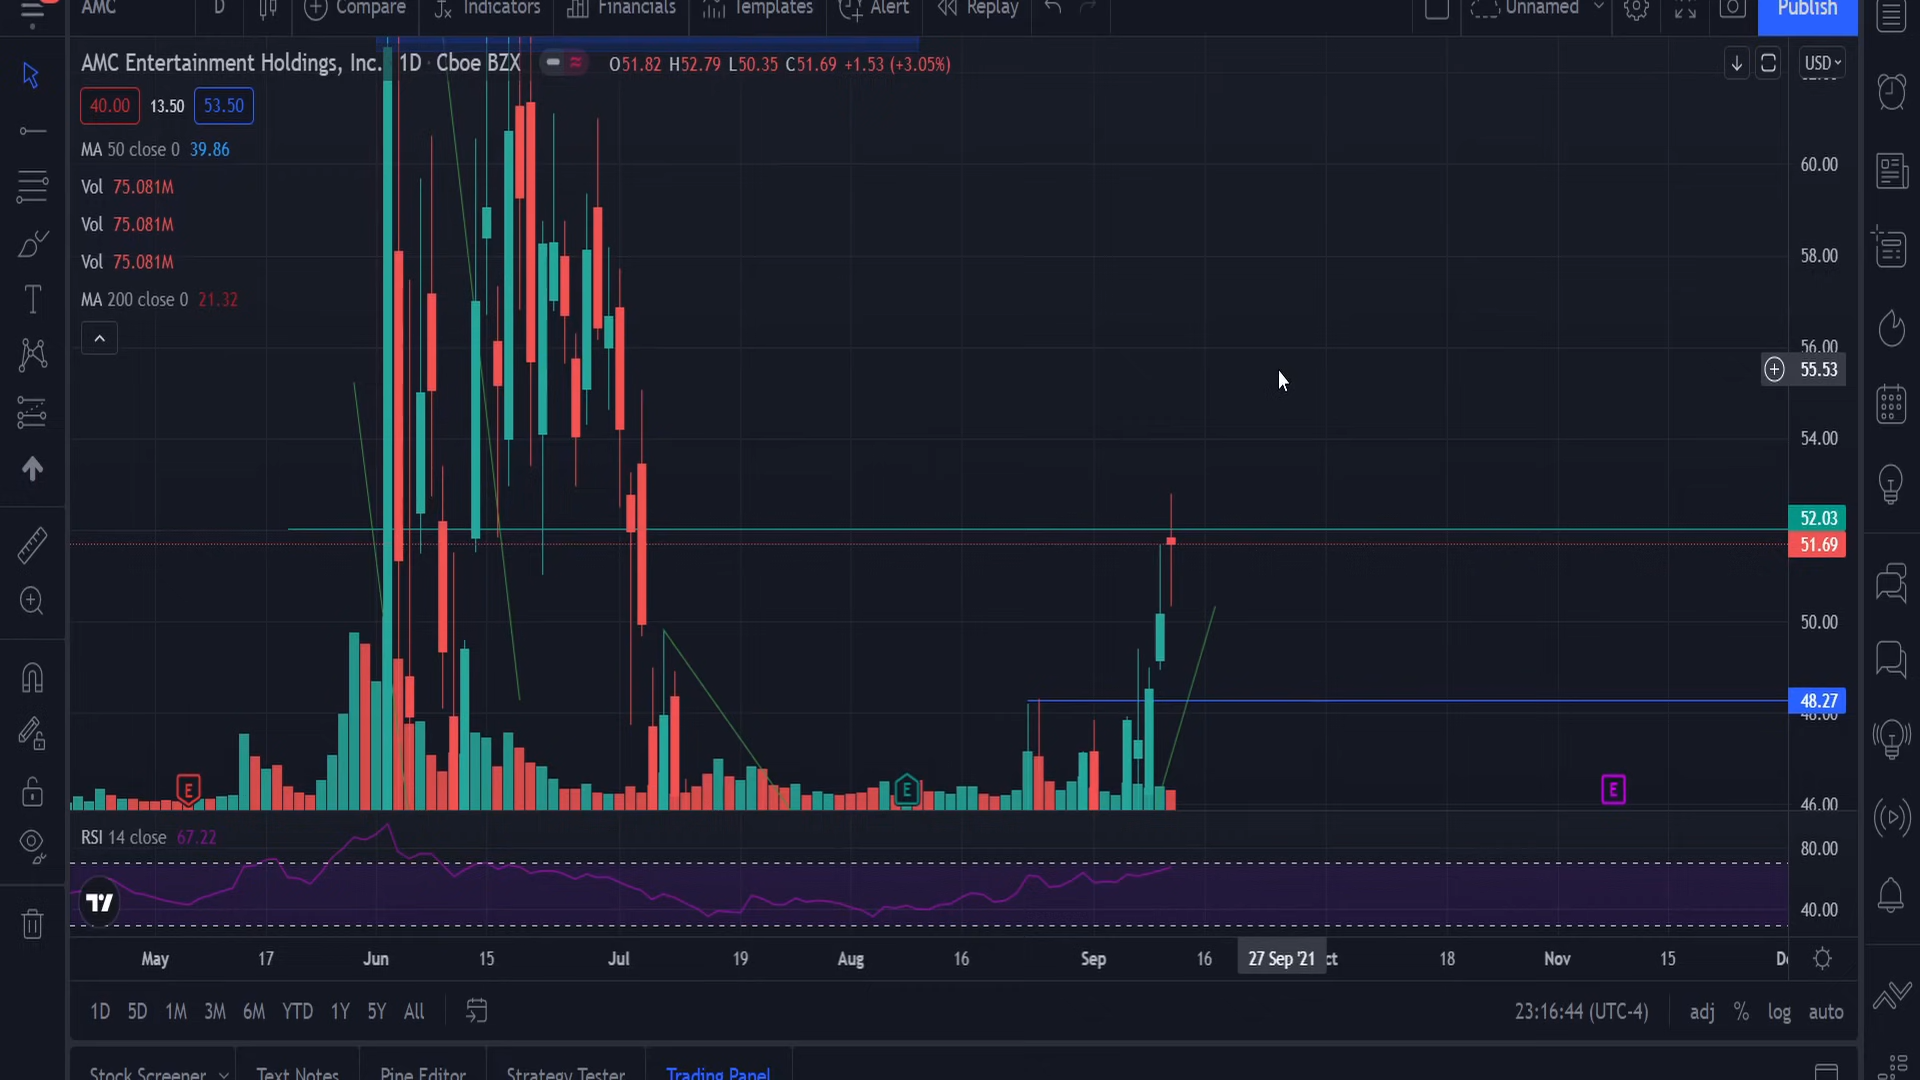 AMC D Compare Indicators Financials Templates Alert Replay Unnamed Publish
AMC Entertainment Holdings, Inc. · 1D · Cboe BZX O51.82 H52.79 L50.35 C51.69 +1.53 (+3.05%) USD
40.00 13.50 53.50
MA 50 close 0 39.86
Vol 75.081M
Vol 75.081M
Vol 75.081M
MA 200 close 0 21.32
60.00
58.00
56.00
55.53
54.00
52.03
51.69
50.00
48.27
48.00
E E E
46.00
RSI 14 close 67.22
80.00
40.00
May 17 Jun 15 Jul 19 Aug 16 Sep 16 27 Sep '21 ct 18 Nov 15 De
1D 5D 1M 3M 6M YTD 1Y 5Y All 23:16:44 (UTC-4) adj % log auto
Stock Screener Text Notes Pine Editor Strategy Tester Trading Panel